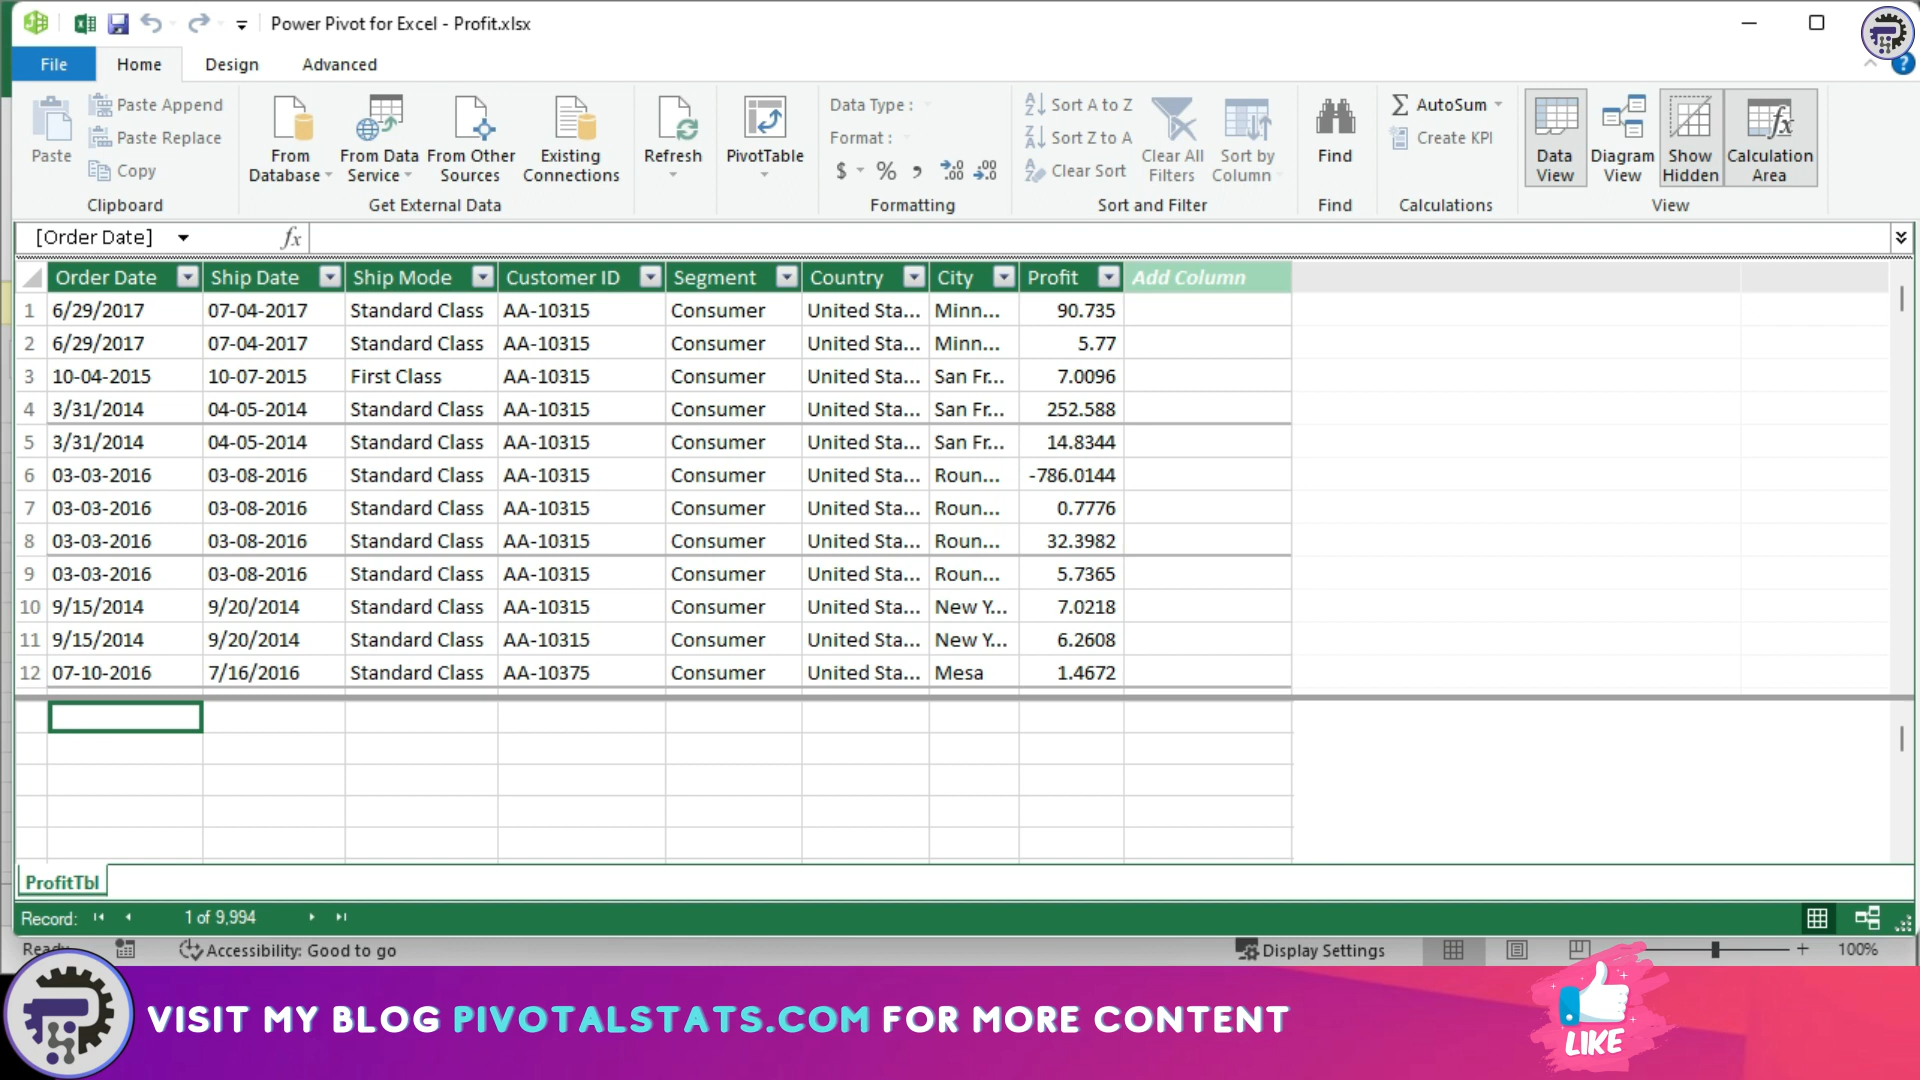 Power Pivot for Excel - Profit.xlsx
File Home Design Advanced
Paste
Paste Append
Paste Replace
Copy
Clipboard
From Database
From Data Service
From Other Sources
Existing Connections
Get External Data
Refresh
PivotTable
Data Type :
Format :
$ % , .0 .00 .00 .0
Formatting
Sort A to Z
Sort Z to A
Clear Sort
Clear All Filters
Sort by Column
Sort and Filter
Find
Find
AutoSum
Create KPI
Calculations
Data View
Diagram View
Show Hidden
Calculation Area
View
[Order Date] fx
Order Date Ship Date Ship Mode Customer ID Segment Country City Profit Add Column
1 6/29/2017 07-04-2017 Standard Class AA-10315 Consumer United Sta... Minn... 90.735
2 6/29/2017 07-04-2017 Standard Class AA-10315 Consumer United Sta... Minn... 5.77
3 10-04-2015 10-07-2015 First Class AA-10315 Consumer United Sta... San Fr... 7.0096
4 3/31/2014 04-05-2014 Standard Class AA-10315 Consumer United Sta... San Fr... 252.588
5 3/31/2014 04-05-2014 Standard Class AA-10315 Consumer United Sta... San Fr... 14.8344
6 03-03-2016 03-08-2016 Standard Class AA-10315 Consumer United Sta... Roun... -786.0144
7 03-03-2016 03-08-2016 Standard Class AA-10315 Consumer United Sta... Roun... 0.7776
8 03-03-2016 03-08-2016 Standard Class AA-10315 Consumer United Sta... Roun... 32.3982
9 03-03-2016 03-08-2016 Standard Class AA-10315 Consumer United Sta... Roun... 5.7365
10 9/15/2014 9/20/2014 Standard Class AA-10315 Consumer United Sta... New Y... 7.0218
11 9/15/2014 9/20/2014 Standard Class AA-10315 Consumer United Sta... New Y... 6.2608
12 07-10-2016 7/16/2016 Standard Class AA-10375 Consumer United Sta... Mesa 1.4672
ProfitTbl
Record: 1 of 9,994
Ready Accessibility: Good to go Display Settings 100%
VISIT MY BLOG PIVOTALSTATS.COM FOR MORE CONTENT
LIKE